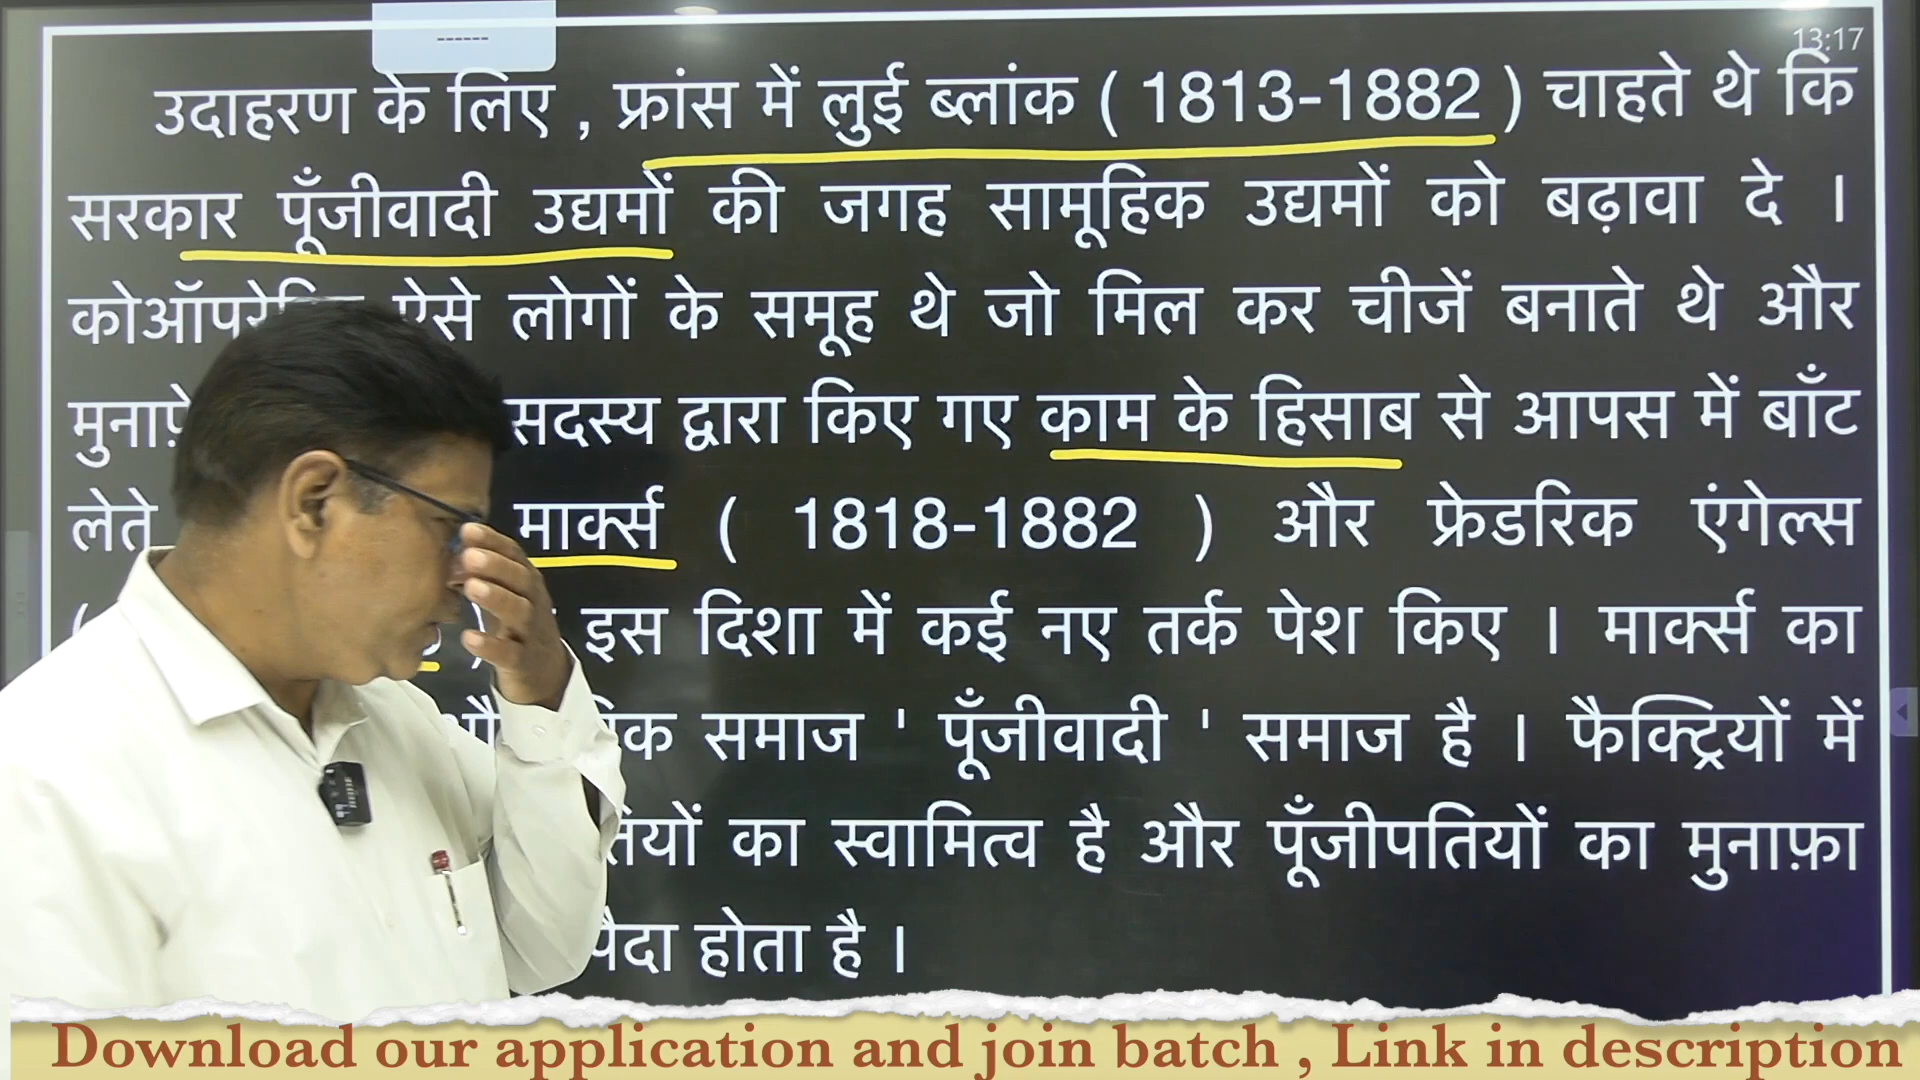 ------
13:17
उदाहरण के लिए , फ्रांस में लुई ब्लांक ( 1813-1882 ) चाहते थे कि
सरकार पूँजीवादी उद्यमों की जगह सामूहिक उद्यमों को बढ़ावा दे ।
ऐसे लोगों के समूह थे जो मिल कर चीजें बनाते थे और
सदस्य द्वारा किए गए काम के हिसाब से आपस में बाँट
लेते मार्क्स ( 1818-1882 ) और फ्रेडरिक एंगेल्स
( ) इस दिशा में कई नए तर्क पेश किए । मार्क्स का
समाज ' पूँजीवादी ' समाज है । फैक्ट्रियों में
का स्वामित्व है और पूँजीपतियों का मुनाफ़ा
पैदा होता है ।
Download our application and join batch , Link in description